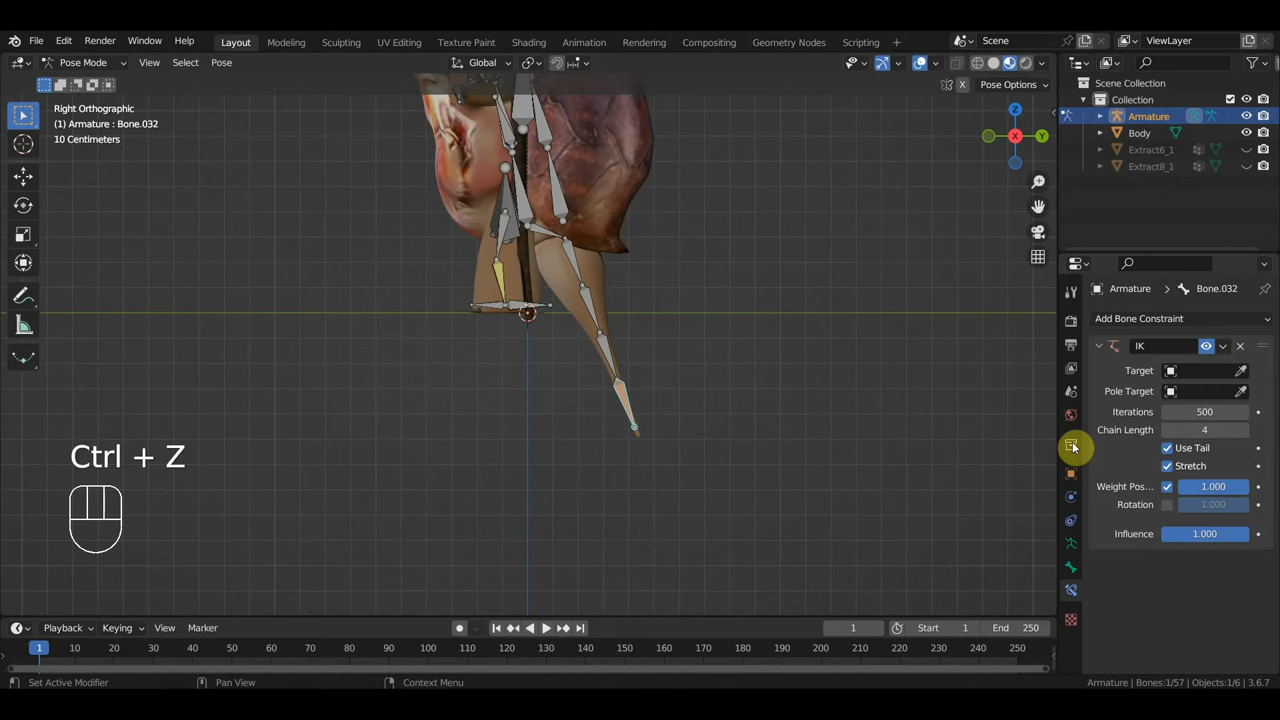 File Edit Render Window Help Layout Modeling Sculpting UV Editing Texture Paint Shading Animation Rendering Compositing Geometry Nodes Scripting + Scene ViewLayer
Pose Mode View Select Pose Global
X Pose Options
Right Orthographic
(1) Armature : Bone.032
10 Centimeters
Z
X
Y
Scene Collection
Collection
Armature
Body
Extract6_1
Extract8_1
Armature > Bone.032
Add Bone Constraint
IK
Target
Pole Target
Iterations 500
Chain Length 4
Use Tail
Stretch
Weight Pos... 1.000
Rotation 1.000
Influence 1.000
Ctrl + Z
Playback Keying View Marker 1 Start 1 End 250
1 10 20 30 40 50 60 70 80 90 100 110 120 130 140 150 160 170 180 190 200 210 220 230 240 250
Set Active Modifier Pan View Context Menu Armature | Bones:1/57 | Objects:1/6 | 3.6.7